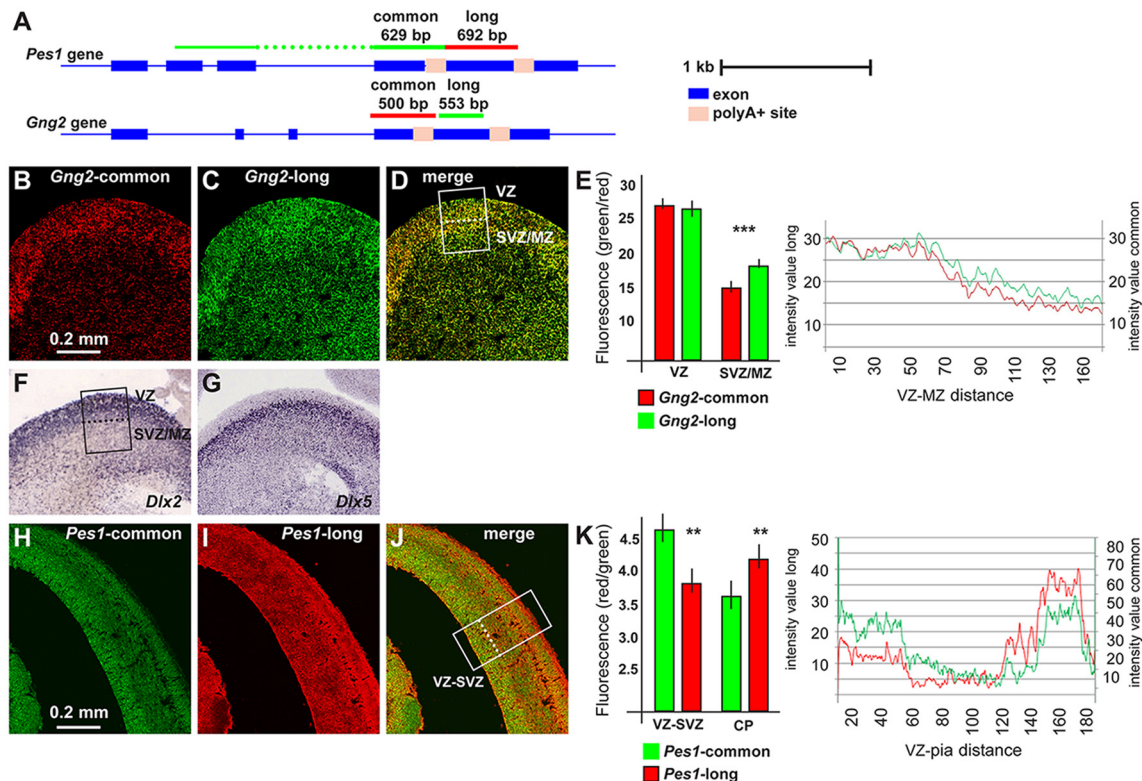 A
common long
629 bp 692 bp
Pes1 gene
common long
500 bp 553 bp
Gng2 gene
1 kb
exon
polyA+ site
B Gng2-common
0.2 mm
C Gng2-long
D merge
VZ
SVZ/MZ
E
Fluorescence (green/red)
30
25
20
15
10
***
VZ SVZ/MZ
Gng2-common
Gng2-long
intensity value long
30
20
10
intensity value common
30
20
10
10 30 50 70 90 110 130 160
VZ-MZ distance
F
VZ
SVZ/MZ
Dlx2
G
Dlx5
H Pes1-common
0.2 mm
I Pes1-long
J merge
VZ-SVZ
K
Fluorescence (red/green)
4.5
4.0
3.5
3.0
2.5
** **
VZ-SVZ CP
Pes1-common
Pes1-long
intensity value long
50
40
30
20
10
intensity value common
80
70
60
50
40
30
20
10
20 40 60 80 100 120 140 160 180
VZ-pia distance